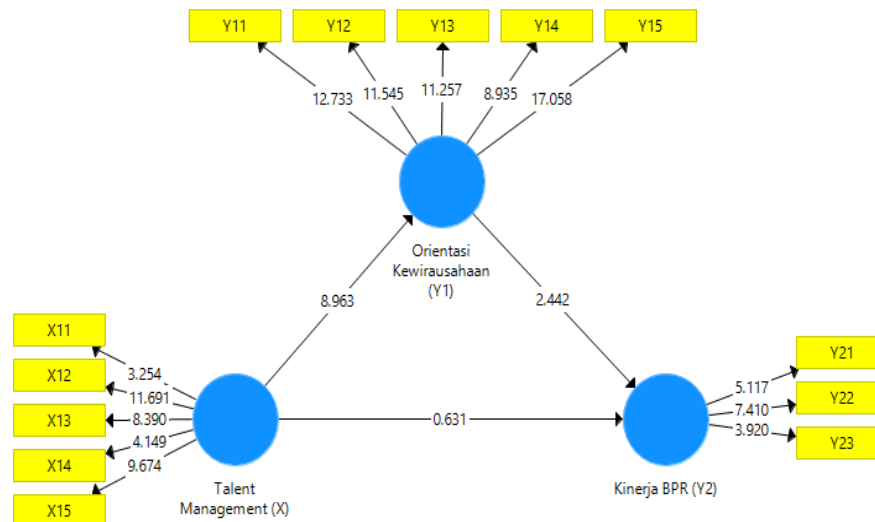 Y11
Y12
Y13
Y14
Y15
12.733
11.545
11.257
8.935
17.058
Orientasi
Kewirausahaan
(Y1)
8.963
2.442
X11
X12
X13
X14
X15
3.254
11.691
8.390
4.149
9.674
Talent
Management (X)
0.631
Kinerja BPR (Y2)
5.117
7.410
3.920
Y21
Y22
Y23